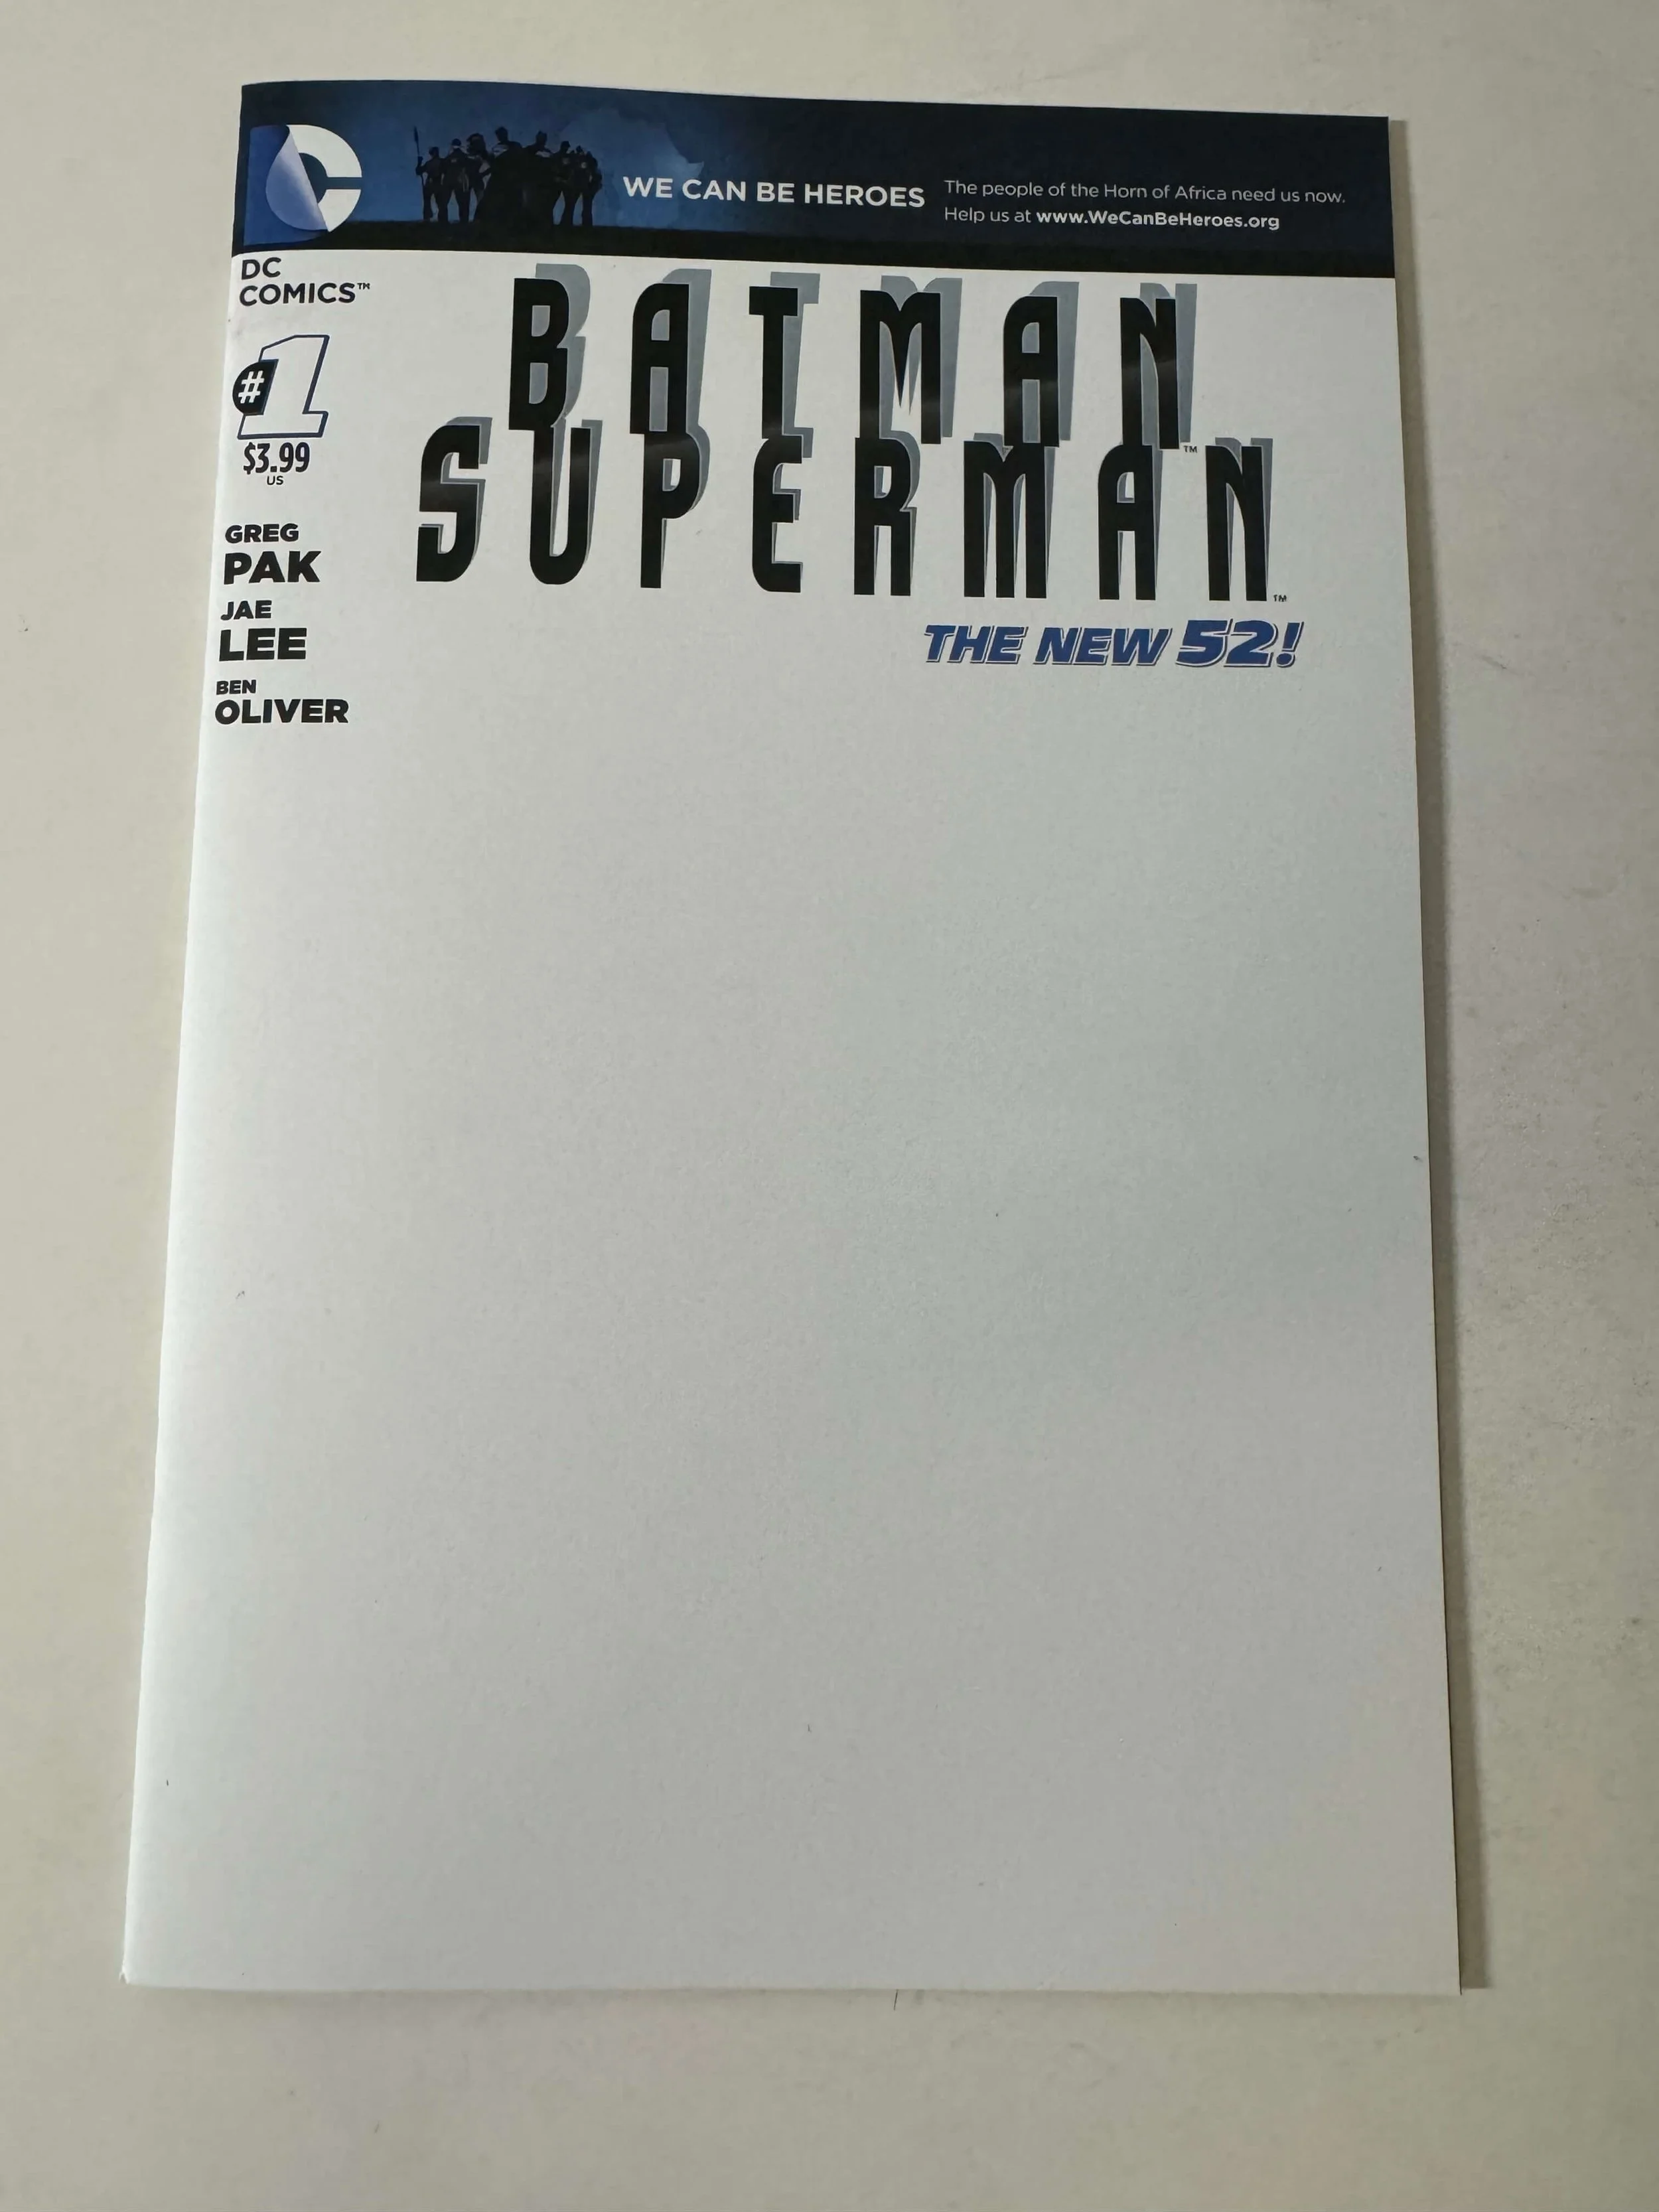 WE CAN BE HEROES
The people of the Horn of Africa need us now.
Help us at www.WeCanBeHeroes.org
DC
COMICS™
#1
$3.99
US
BATMAN™
SUPERMAN™
THE NEW 52!
GREG
PAK
JAE
LEE
BEN
OLIVER